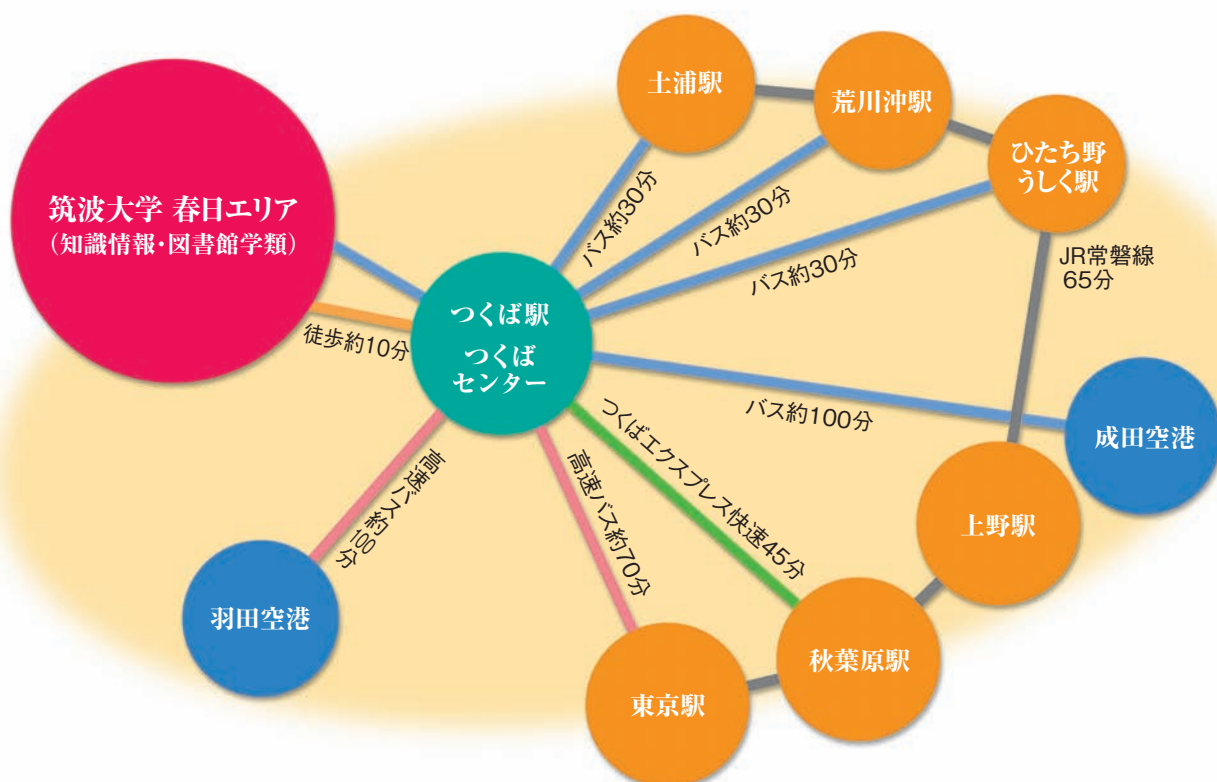 土浦駅
荒川沖駅
ひたち野
うしく駅
筑波大学 春日エリア
（知識情報・図書館学類）
バス約30分
バス約30分
バス約30分
JR常磐線
65分
つくば駅
つくば
センター
徒歩約10分
バス約100分
成田空港
高速バス約100分
高速バス約70分
つくばエクスプレス快速45分
上野駅
羽田空港
秋葉原駅
東京駅